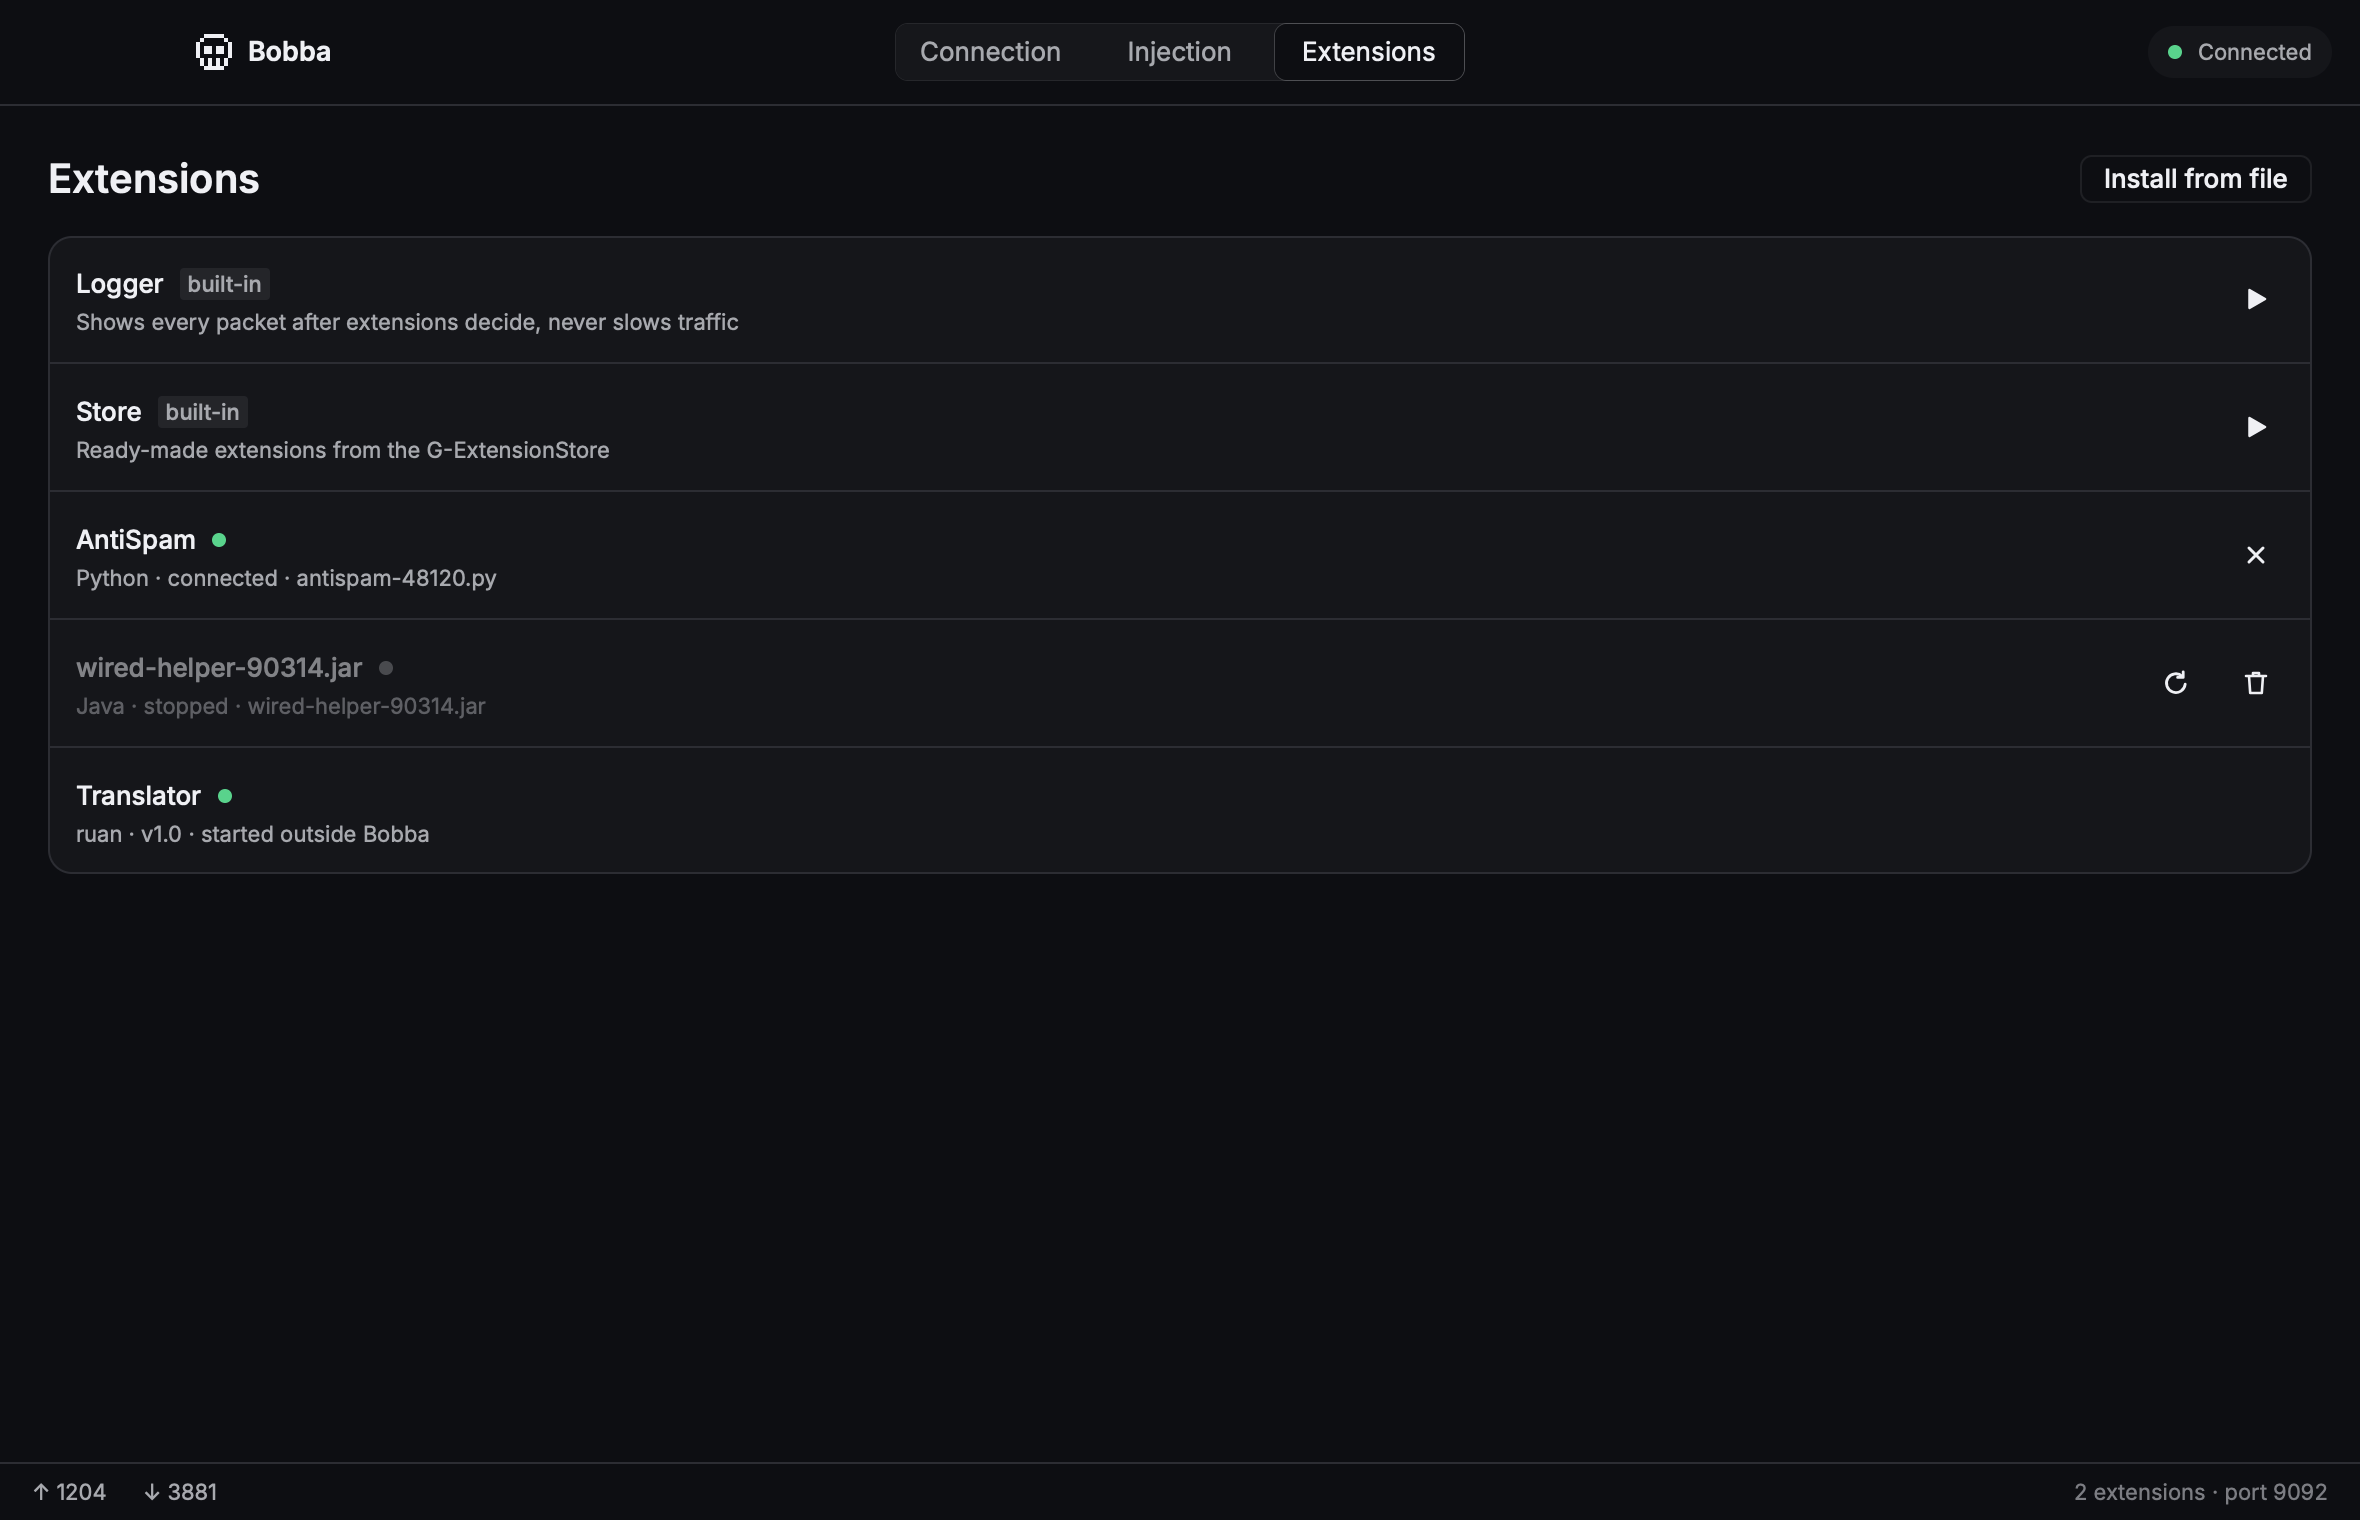 Bobba
Connection
Injection
Extensions
Connected
Extensions
Install from file
Logger built-in
Shows every packet after extensions decide, never slows traffic
Store built-in
Ready-made extensions from the G-ExtensionStore
AntiSpam
Python · connected · antispam-48120.py
wired-helper-90314.jar
Java · stopped · wired-helper-90314.jar
Translator
ruan · v1.0 · started outside Bobba
↑ 1204 ↓ 3881
2 extensions · port 9092